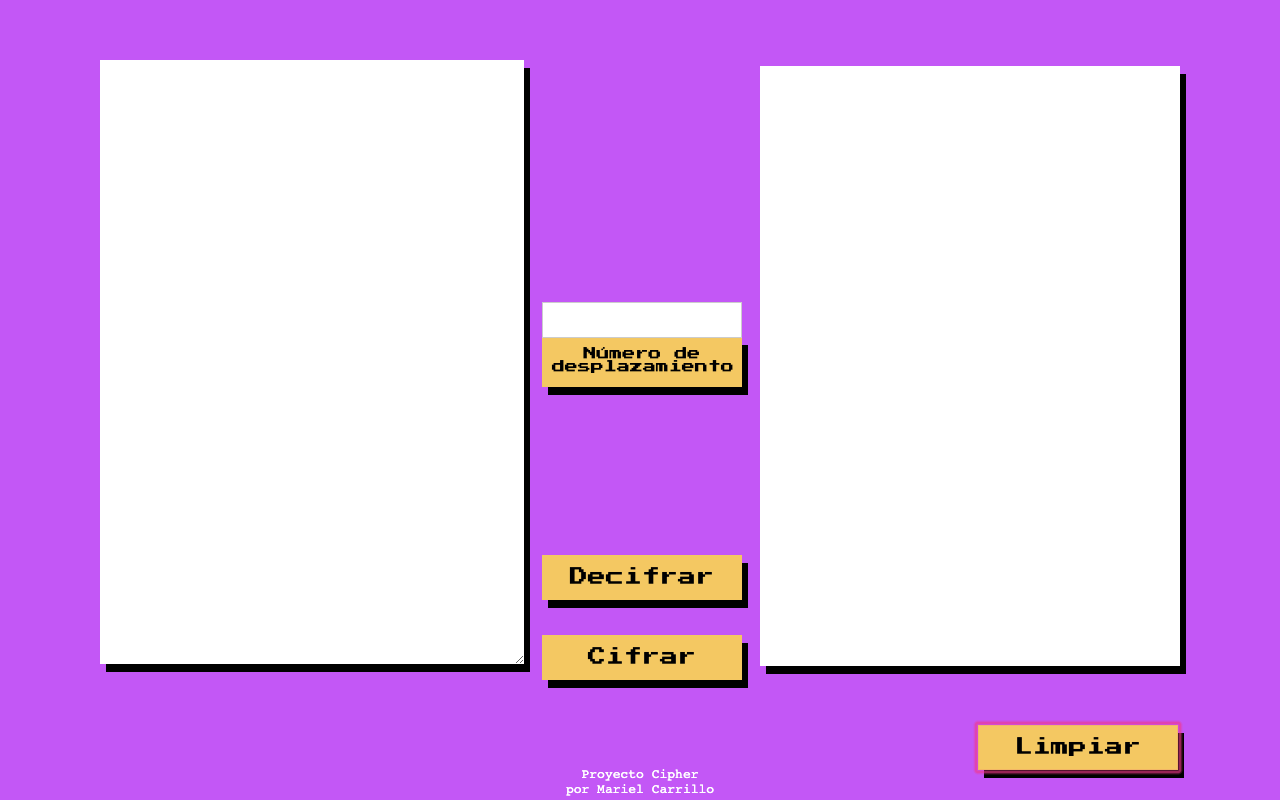 Número de
desplazamiento
Decifrar
Cifrar
Limpiar
Proyecto Cipher
por Mariel Carrillo